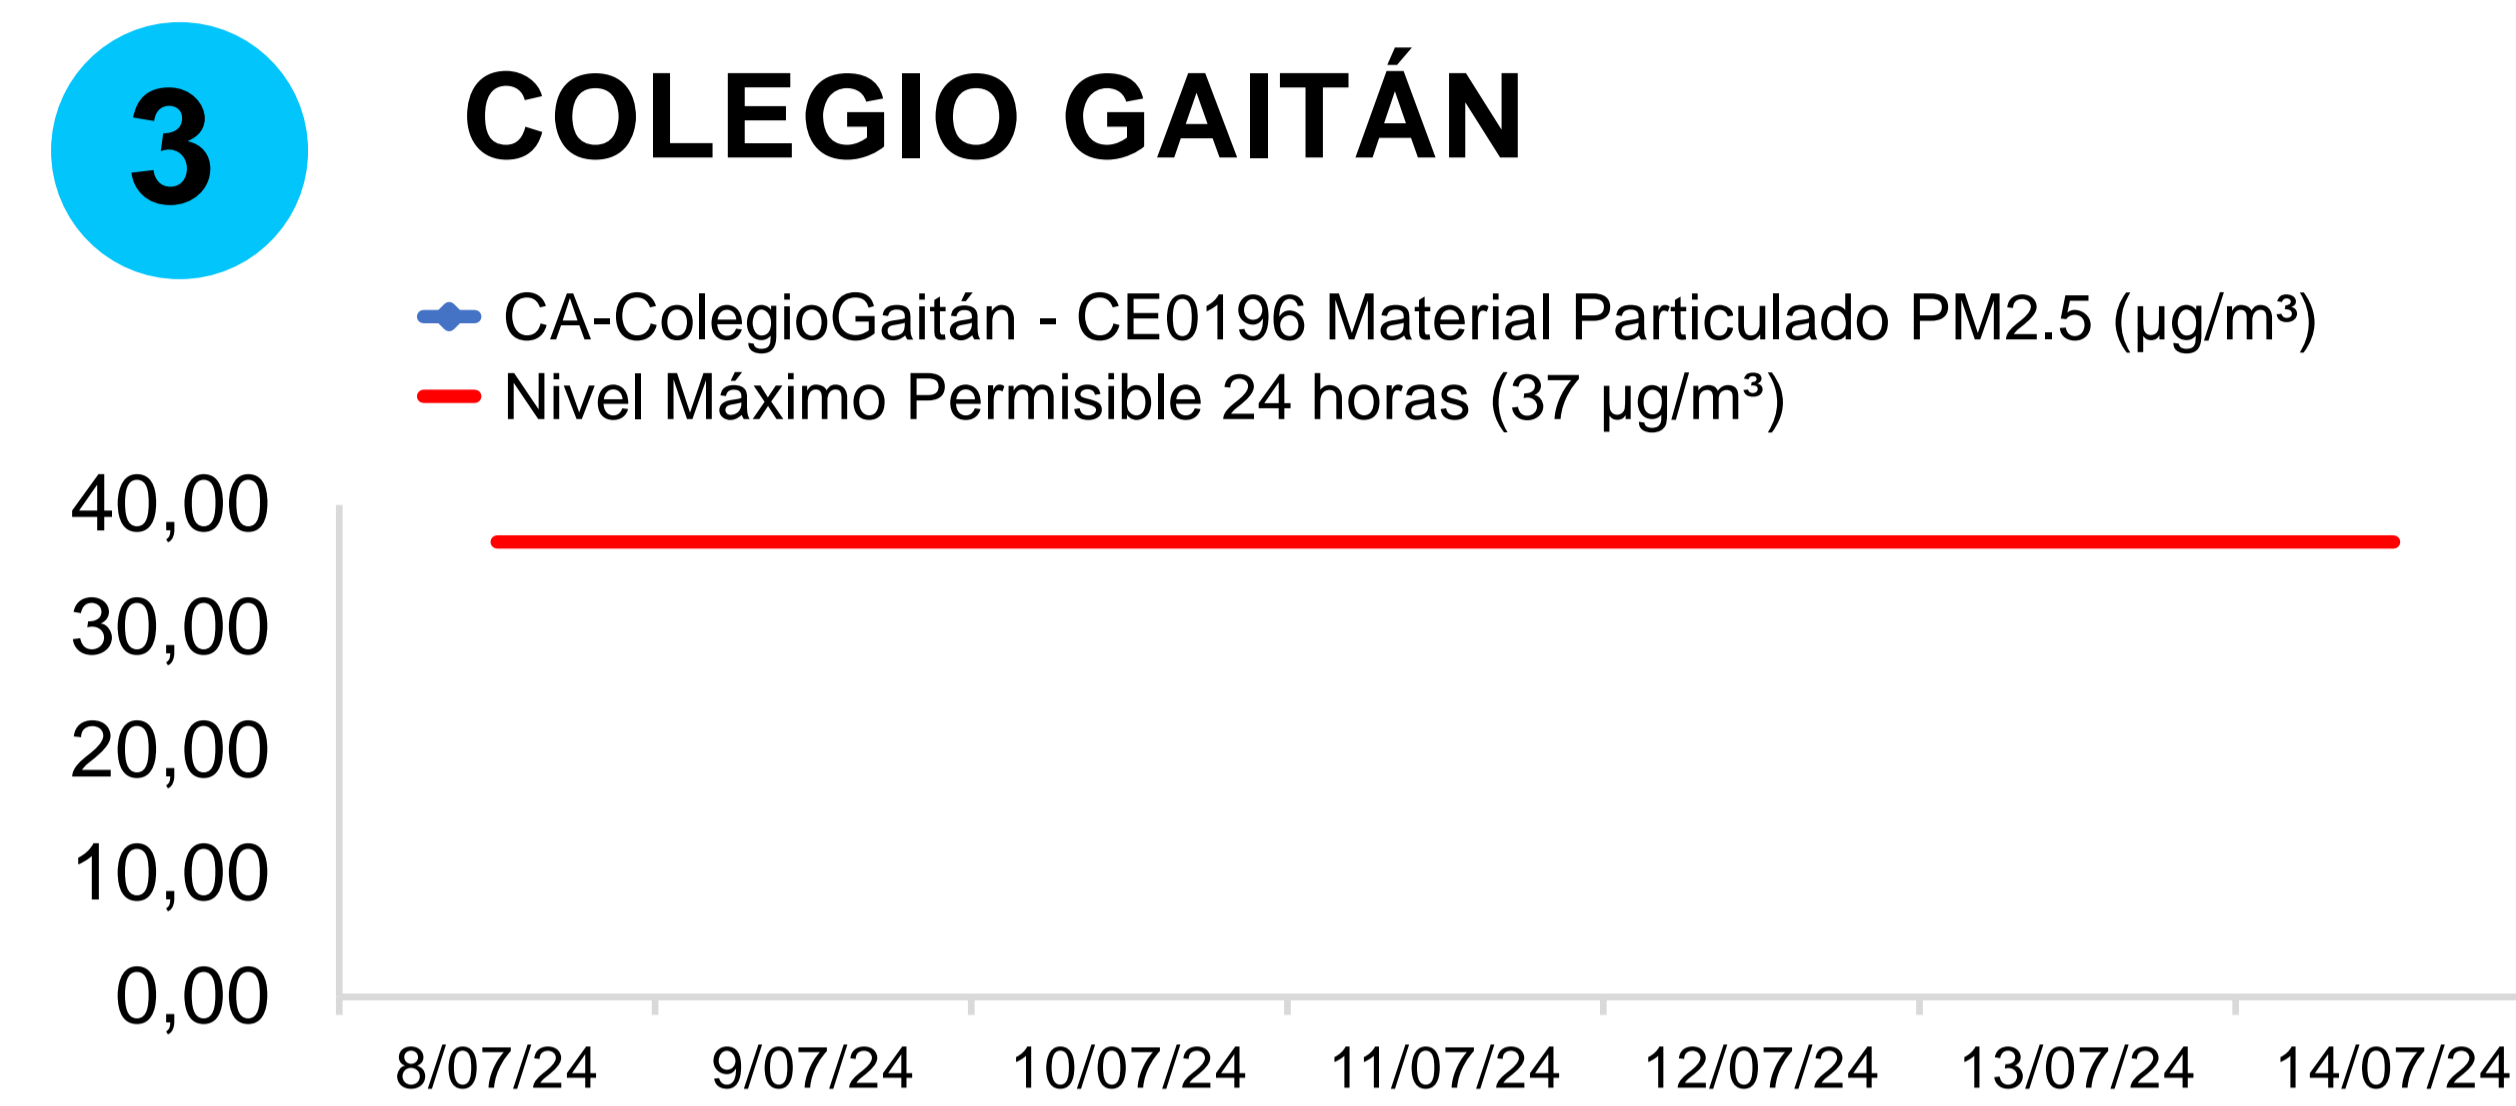 3
COLEGIO GAITÁN
CA-ColegioGaitán - CE0196 Material Particulado PM2.5 (µg/m³)
Nivel Máximo Permisible 24 horas (37 µg/m³)
40,00
30,00
20,00
10,00
0,00
8/07/24 9/07/24 10/07/24 11/07/24 12/07/24 13/07/24 14/07/24